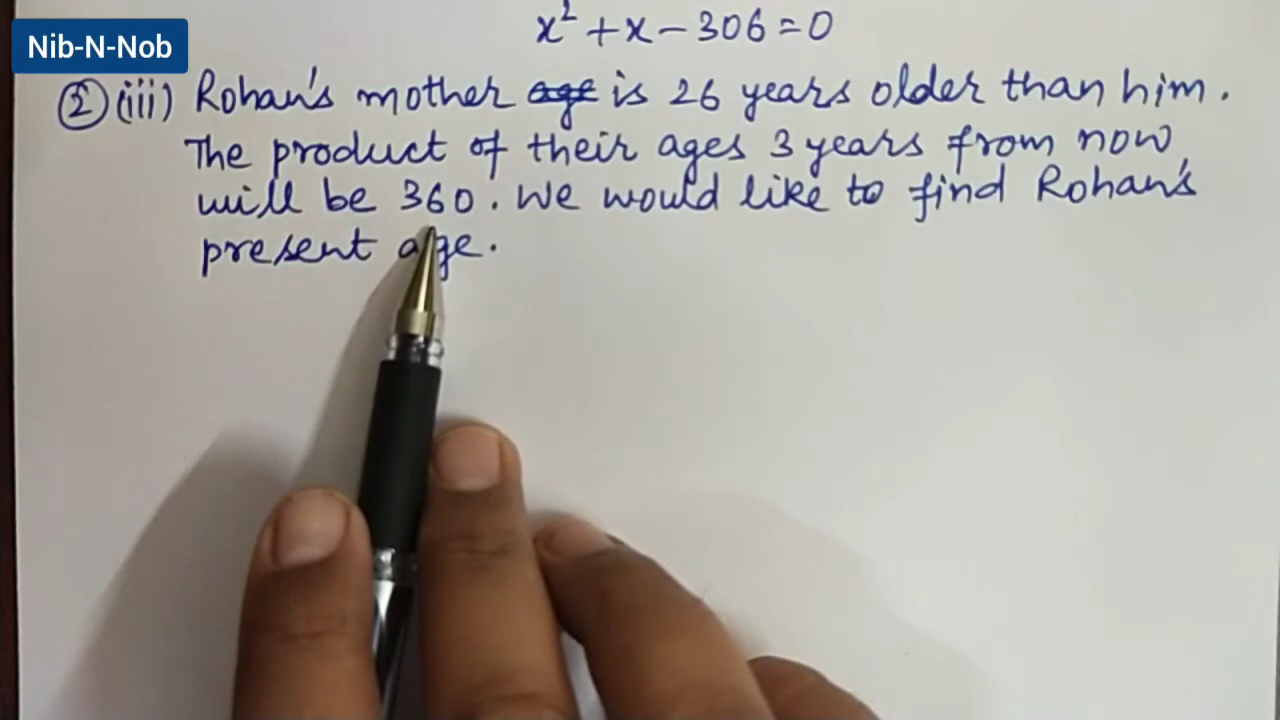 Nib-N-Nob
x² + x - 306 = 0
② (iii) Rohan's mother age is 26 years older than him.
The product of their ages 3 years from now,
will be 360. We would like to find Rohan's
present age.